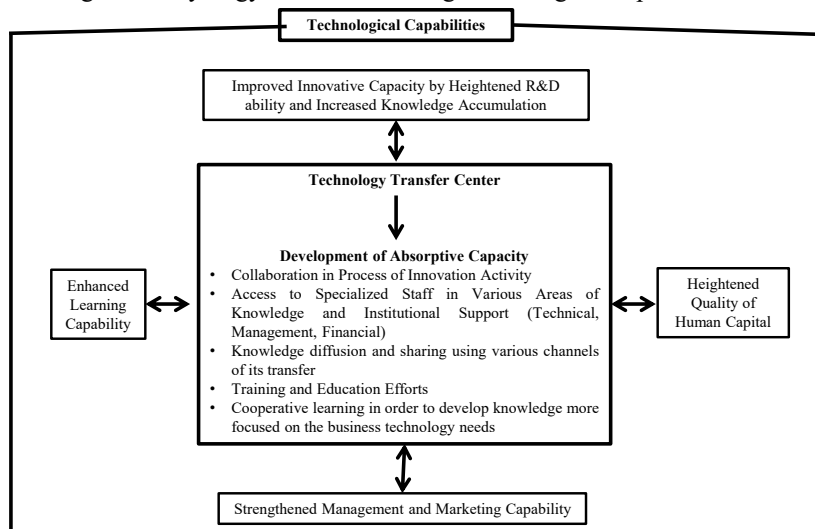 Technological Capabilities
Improved Innovative Capacity by Heightened R&D
ability and Increased Knowledge Accumulation
Technology Transfer Center
Development of Absorptive Capacity
• Collaboration in Process of Innovation Activity
• Access to Specialized Staff in Various Areas of
Knowledge and Institutional Support (Technical,
Management, Financial)
• Knowledge diffusion and sharing using various channels
of its transfer
• Training and Education Efforts
• Cooperative learning in order to develop knowledge more
focused on the business technology needs
Enhanced
Learning
Capability
Heightened
Quality of
Human Capital
Strengthened Management and Marketing Capability